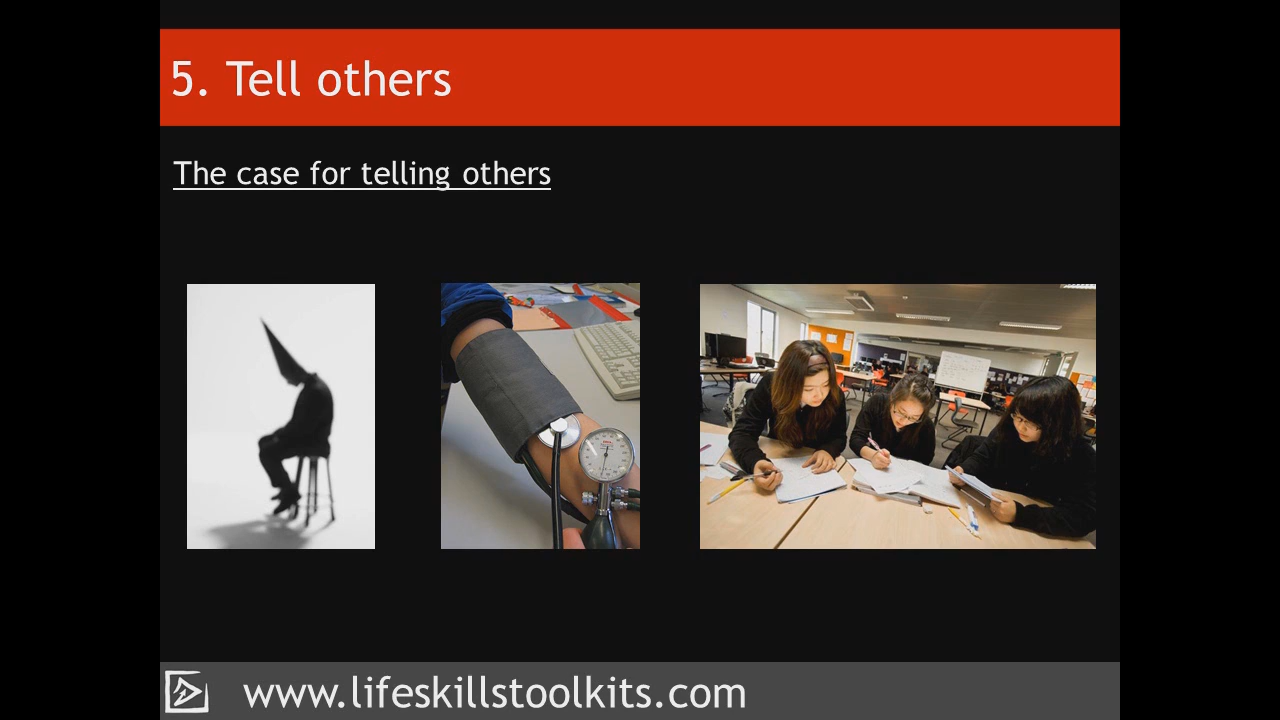 5. Tell others
The case for telling others
www.lifeskillstoolkits.com